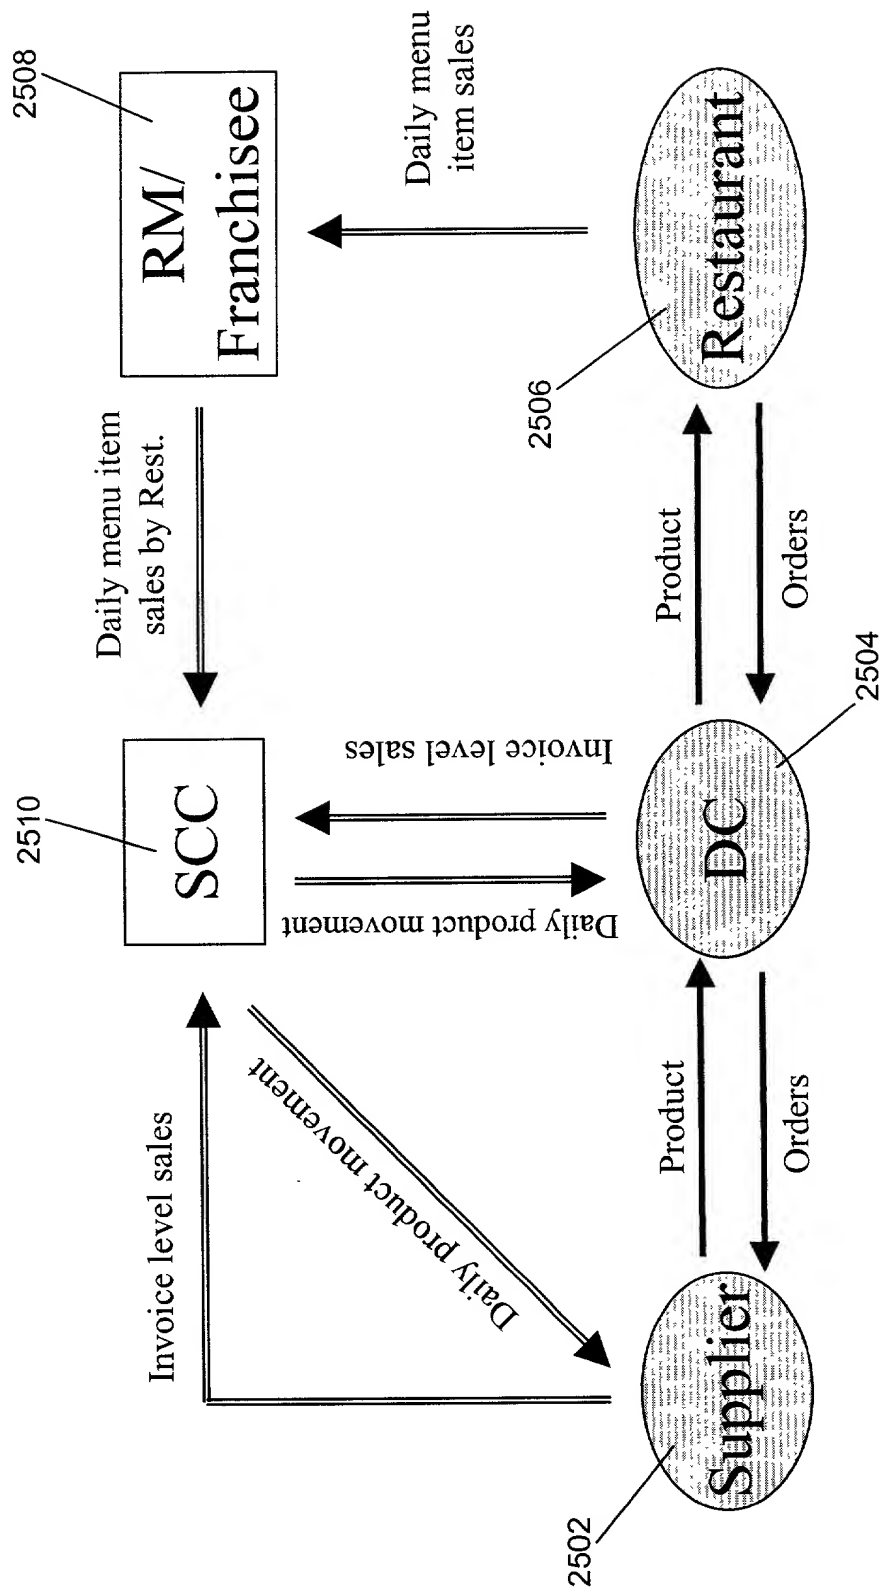 2510
SCC
Daily menu item
sales by Rest.
2508
RM/
Franchisee
Invoice level sales
Daily product movement
Daily product movement
Invoice level sales
Daily menu
item sales
2502
Supplier
Product
Orders
DC
2504
Product
Orders
2506
Restaurant